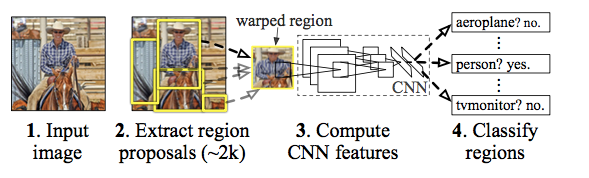 warped region
aeroplane? no.
person? yes.
tvmonitor? no.
CNN
1. Input
image
2. Extract region
proposals (~2k)
3. Compute
CNN features
4. Classify
regions